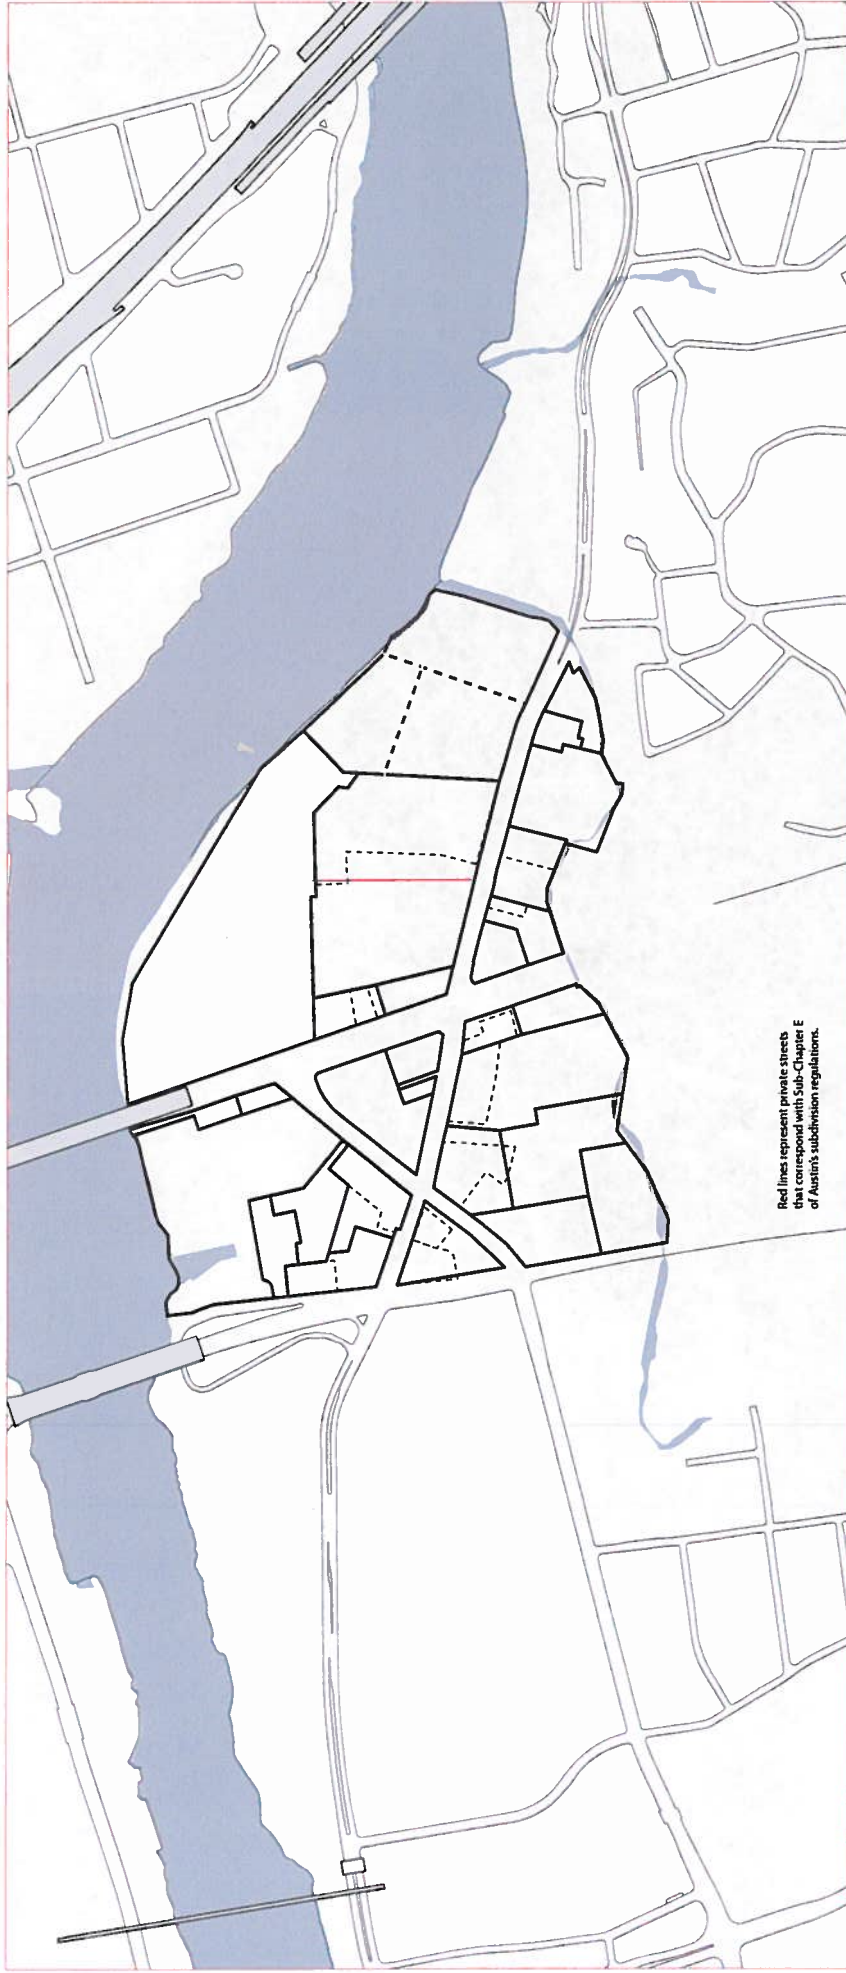 Red lines represent private streets
that correspond with Sub-Chapter E
of Austin's subdivision regulations.